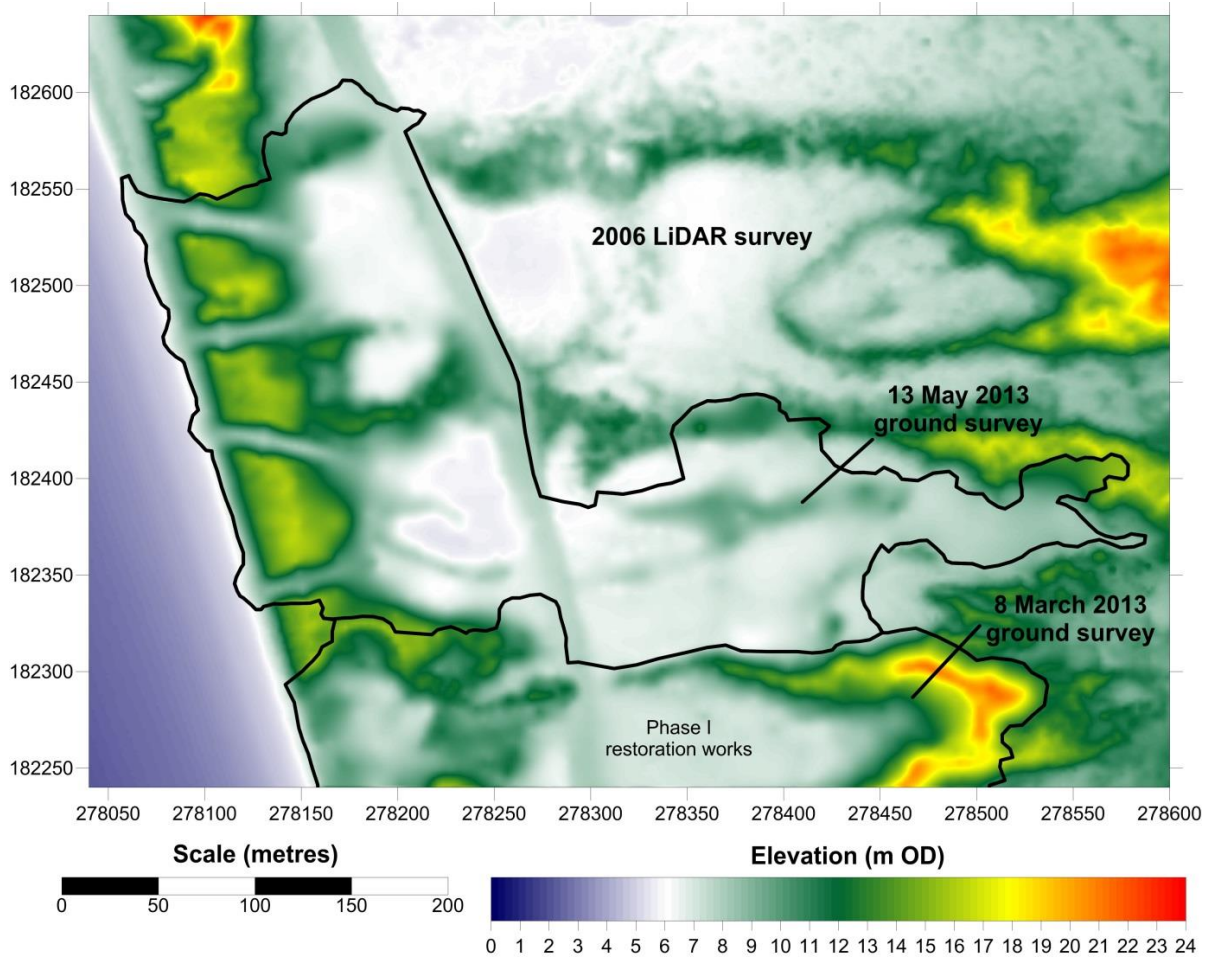 182600
182550
182500
182450
182400
182350
182300
182250
2006 LiDAR survey
13 May 2013
ground survey
8 March 2013
ground survey
Phase I
restoration works
278050 278100 278150 278200 278250 278300 278350 278400 278450 278500 278550 278600
Scale (metres)
0 50 100 150 200
Elevation (m OD)
0 1 2 3 4 5 6 7 8 9 10 11 12 13 14 15 16 17 18 19 20 21 22 23 24